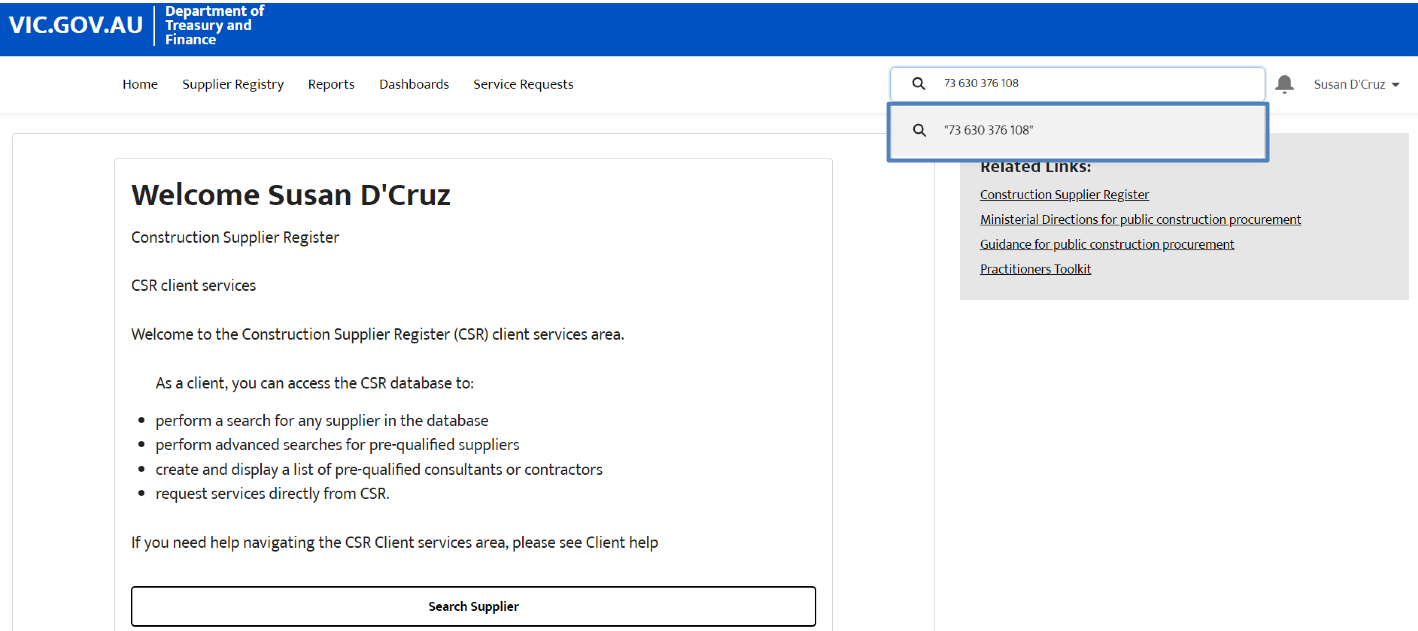 VIC.GOV.AU
Department of
Treasury and
Finance
Home Supplier Registry Reports Dashboards Service Requests
73 630 376 108
Susan D'Cruz
"73 630 376 108"
Welcome Susan D'Cruz
Construction Supplier Register
CSR client services
Welcome to the Construction Supplier Register (CSR) client services area.
As a client, you can access the CSR database to:
• perform a search for any supplier in the database
• perform advanced searches for pre-qualified suppliers
• create and display a list of pre-qualified consultants or contractors
• request services directly from CSR.
If you need help navigating the CSR Client services area, please see Client help
Search Supplier
Related Links:
Construction Supplier Register
Ministerial Directions for public construction procurement
Guidance for public construction procurement
Practitioners Toolkit